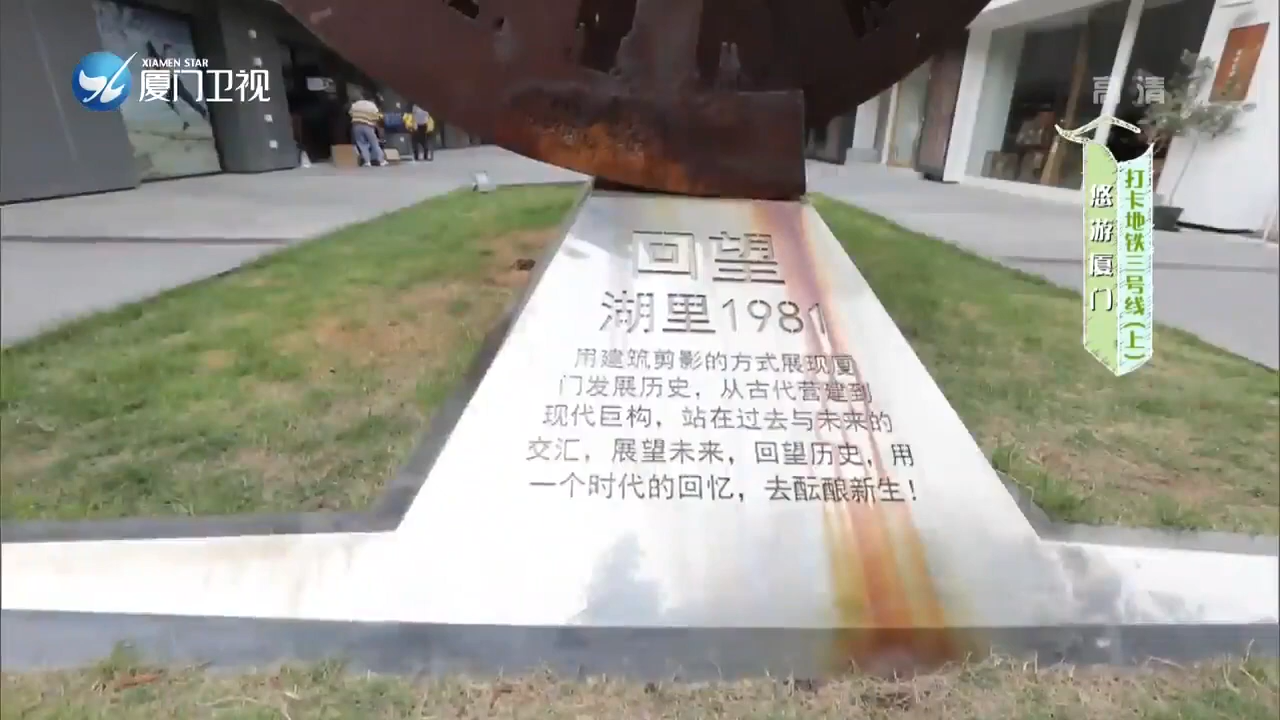 XIAMEN STAR
厦门卫视
高清
打卡地铁三号线(上)
悠游厦门
回望
湖里1981
用建筑剪影的方式展现厦
门发展历史，从古代营建到
现代巨构，站在过去与未来的
交汇，展望未来，回望历史，用
一个时代的回忆，去酝酿新生！